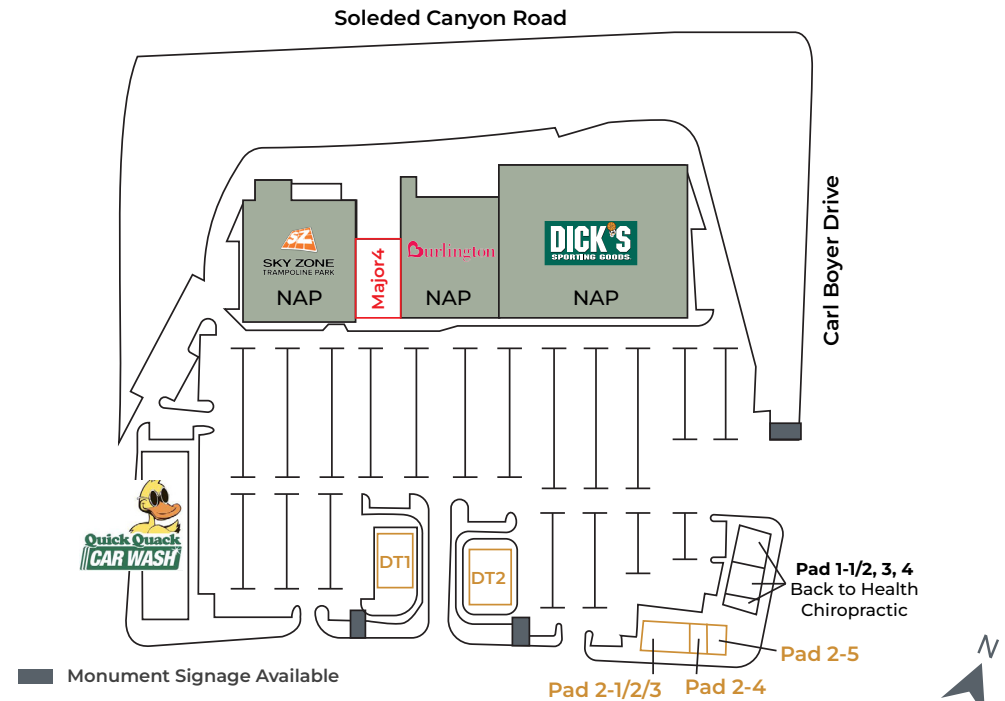 Soleded Canyon Road
Carl Boyer Drive
SZ
SKY ZONE
TRAMPOLINE PARK
NAP
Major4
Burlington
NAP
DICK'S
SPORTING GOODS
NAP
Quick Quack
CAR WASH
DT1
DT2
Pad 1-1/2, 3, 4
Back to Health
Chiropractic
Pad 2-5
Pad 2-4
Pad 2-1/2/3
Monument Signage Available
N